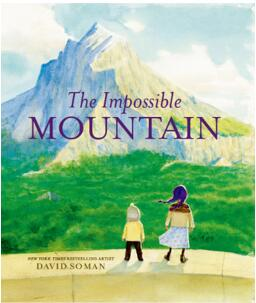 The Impossible
MOUNTAIN
NEW YORK TIMES BESTSELLING ARTIST
DAVID SOMAN